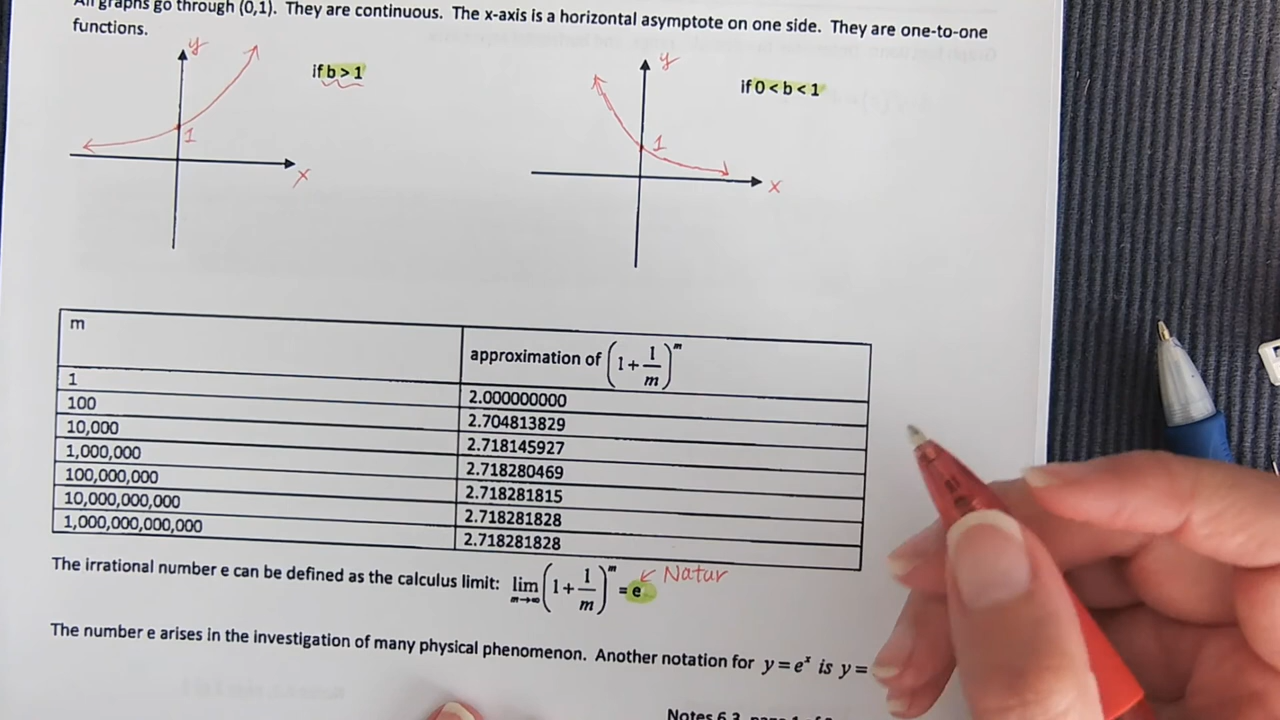 All graphs go through (0,1). They are continuous. The x-axis is a horizontal asymptote on one side. They are one-to-one
functions.
y
if b > 1
1
x
y
if 0 < b < 1
1
x
m approximation of (1+1/m)^m
1 2.000000000
100 2.704813829
10,000 2.718145927
1,000,000 2.718280469
100,000,000 2.718281815
10,000,000,000 2.718281828
1,000,000,000,000 2.718281828
The irrational number e can be defined as the calculus limit: lim m→∞ (1+1/m)^m = e ← Natur
The number e arises in the investigation of many physical phenomenon. Another notation for y = e^x is y =
Notes 6.3, page 1 of